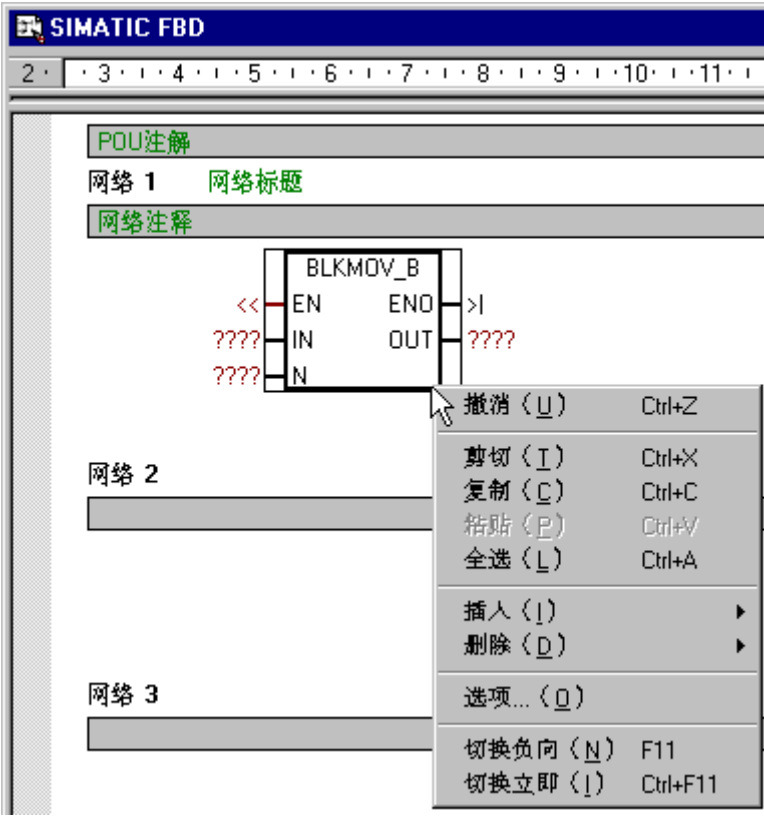 SIMATIC FBD
2 · · 3 · ı · 4 · ı · 5 · ı · 6 · ı · 7 · ı · 8 · ı · 9 · ı · 10 · ı · 11 · ı
POU注解
网络 1 网络标题
网络注释
BLKMOV_B
<< EN ENO >|
???? IN OUT ????
???? N
撤消（U） Ctrl+Z
剪切（T） Ctrl+X
网络 2
复制（C） Ctrl+C
粘贴（P） Ctrl+V
全选（L） Ctrl+A
插入（I）
删除（D）
网络 3
选项...（O）
切换负向（N） F11
切换立即（I） Ctrl+F11